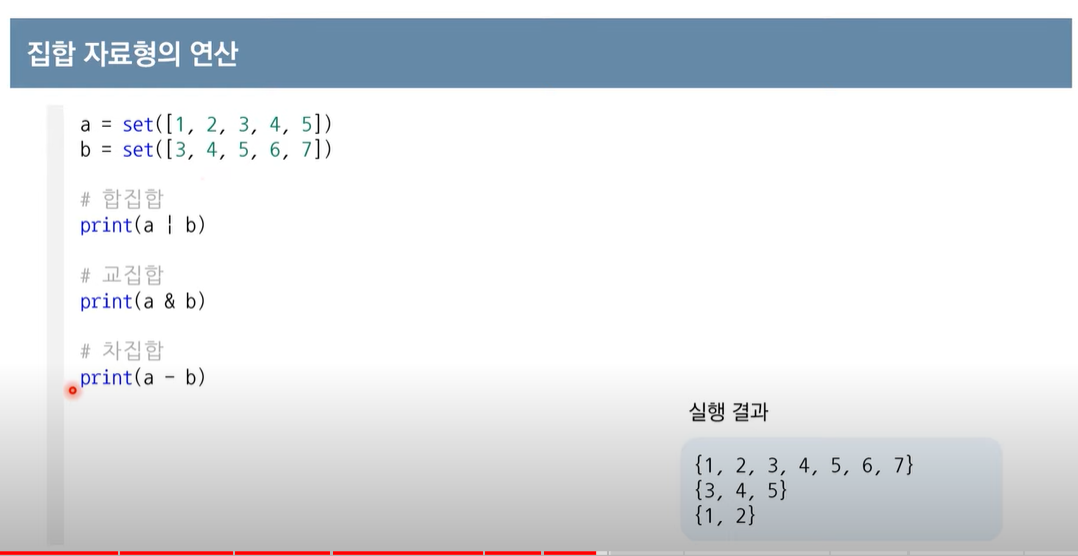 집합 자료형의 연산
a = set([1, 2, 3, 4, 5])
b = set([3, 4, 5, 6, 7])
# 합집합
print(a | b)
# 교집합
print(a & b)
# 차집합
print(a - b)
실행 결과
{1, 2, 3, 4, 5, 6, 7}
{3, 4, 5}
{1, 2}